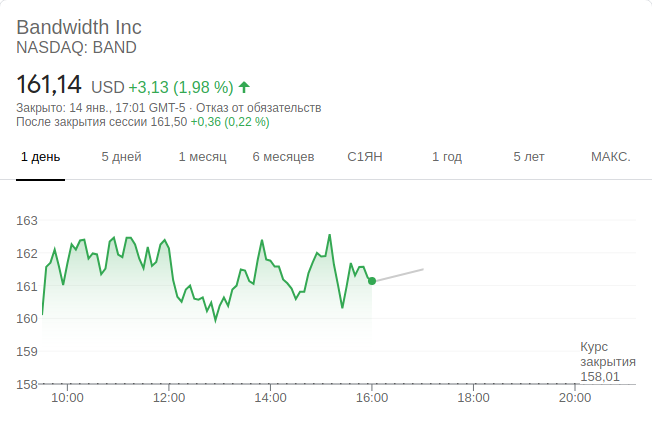 Bandwidth Inc
NASDAQ: BAND
161,14 USD +3,13 (1,98 %)
Закрыто: 14 янв., 17:01 GMT-5 · Отказ от обязательств
После закрытия сессии 161,50 +0,36 (0,22 %)
1 день 5 дней 1 месяц 6 месяцев С1ЯН 1 год 5 лет МАКС.
163
162
161
160
159
158
Курс
закрытия
158,01
10:00 12:00 14:00 16:00 18:00 20:00